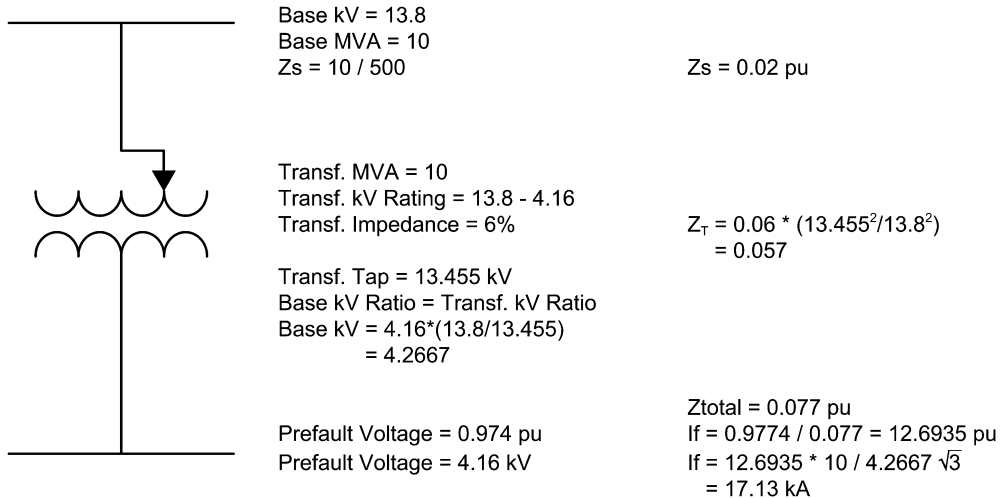 Base kV = 13.8
Base MVA = 10
Zs = 10 / 500
Zs = 0.02 pu
Transf. MVA = 10
Transf. kV Rating = 13.8 - 4.16
Transf. Impedance = 6%
Z_T = 0.06 * (13.455²/13.8²)
= 0.057
Transf. Tap = 13.455 kV
Base kV Ratio = Transf. kV Ratio
Base kV = 4.16*(13.8/13.455)
= 4.2667
Ztotal = 0.077 pu
Prefault Voltage = 0.974 pu
If = 0.9774 / 0.077 = 12.6935 pu
Prefault Voltage = 4.16 kV
If = 12.6935 * 10 / 4.2667 √3
= 17.13 kA